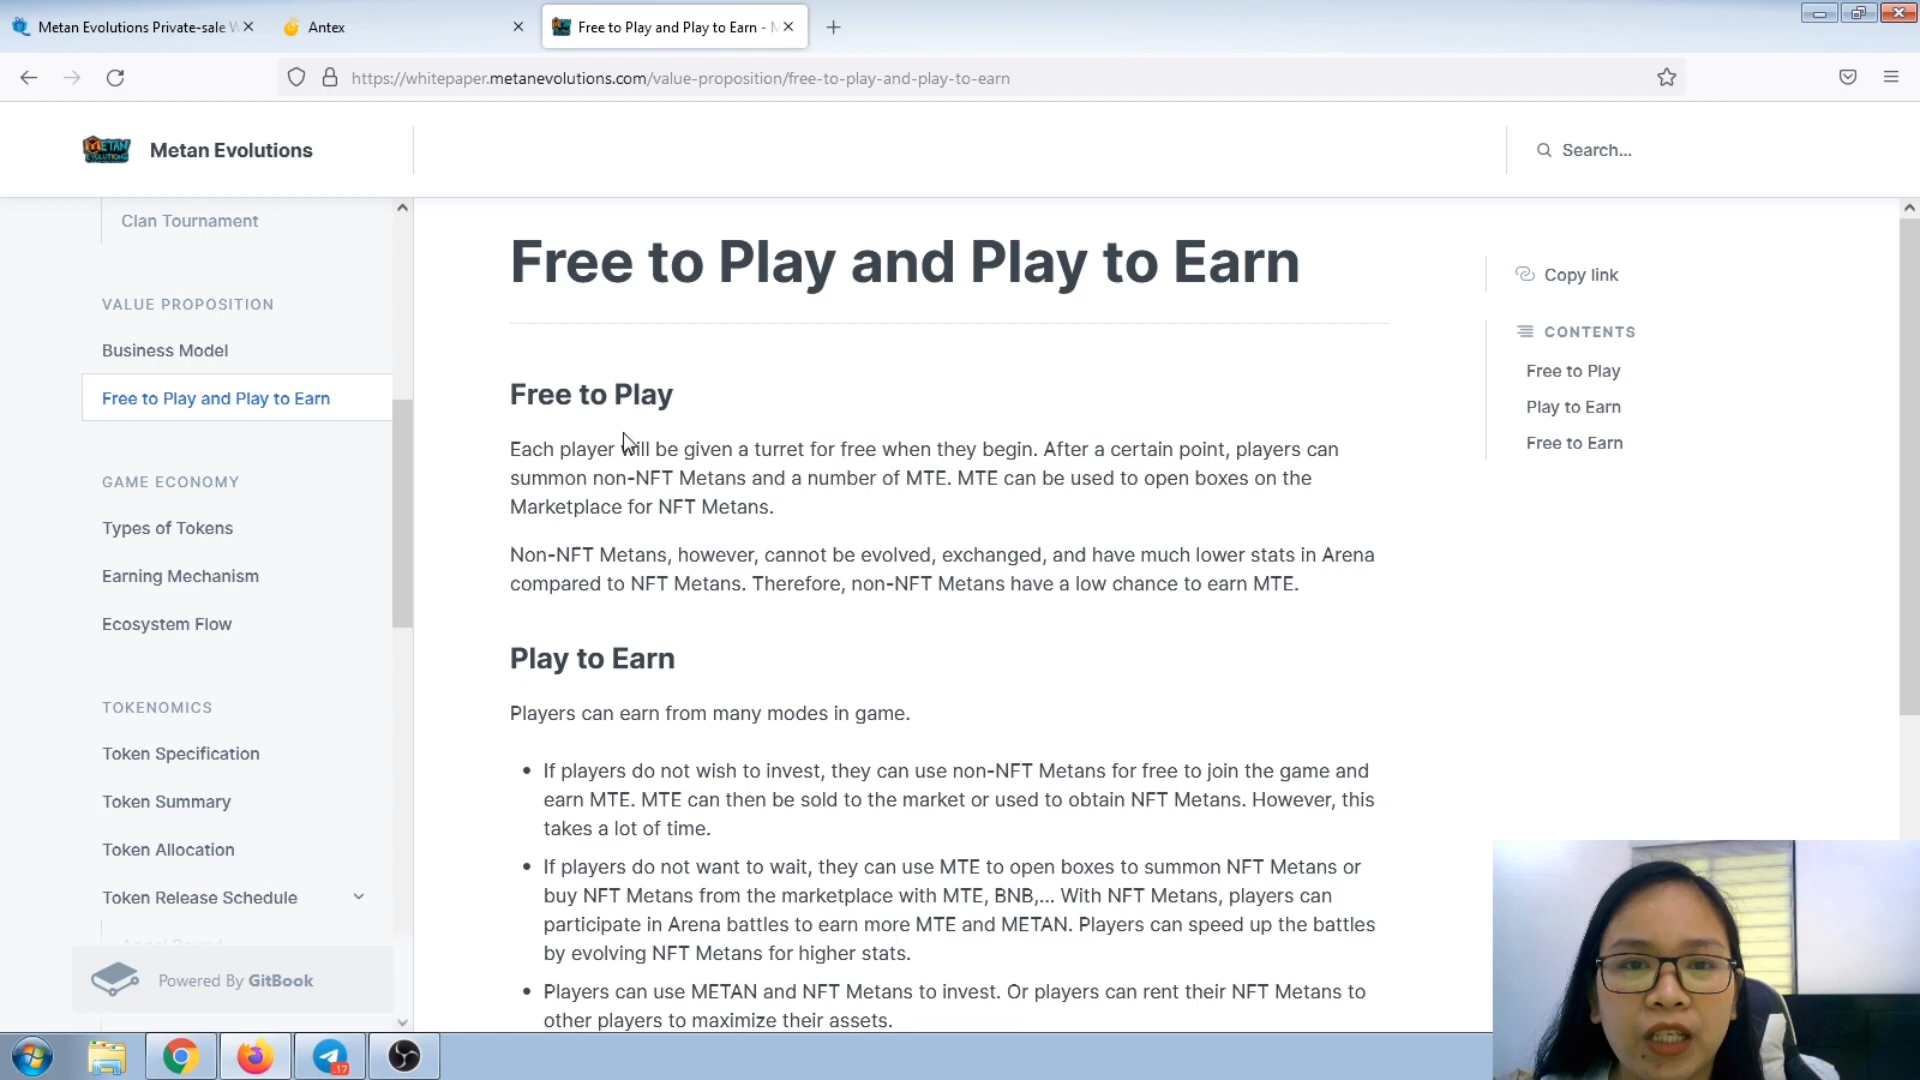 Metan Evolutions Private-sale W
Antex
Free to Play and Play to Earn - M
https://whitepaper.metanevolutions.com/value-proposition/free-to-play-and-play-to-earn
METAN EVOLUTIONS
Metan Evolutions
Search...
Clan Tournament
VALUE PROPOSITION
Business Model
Free to Play and Play to Earn
GAME ECONOMY
Types of Tokens
Earning Mechanism
Ecosystem Flow
TOKENOMICS
Token Specification
Token Summary
Token Allocation
Token Release Schedule
Angel Round
Powered By GitBook
Free to Play and Play to Earn
Free to Play
Each player will be given a turret for free when they begin. After a certain point, players can
summon non-NFT Metans and a number of MTE. MTE can be used to open boxes on the
Marketplace for NFT Metans.
Non-NFT Metans, however, cannot be evolved, exchanged, and have much lower stats in Arena
compared to NFT Metans. Therefore, non-NFT Metans have a low chance to earn MTE.
Play to Earn
Players can earn from many modes in game.
• If players do not wish to invest, they can use non-NFT Metans for free to join the game and
earn MTE. MTE can then be sold to the market or used to obtain NFT Metans. However, this
takes a lot of time.
• If players do not want to wait, they can use MTE to open boxes to summon NFT Metans or
buy NFT Metans from the marketplace with MTE, BNB,... With NFT Metans, players can
participate in Arena battles to earn more MTE and METAN. Players can speed up the battles
by evolving NFT Metans for higher stats.
• Players can use METAN and NFT Metans to invest. Or players can rent their NFT Metans to
other players to maximize their assets.
Copy link
CONTENTS
Free to Play
Play to Earn
Free to Earn
17